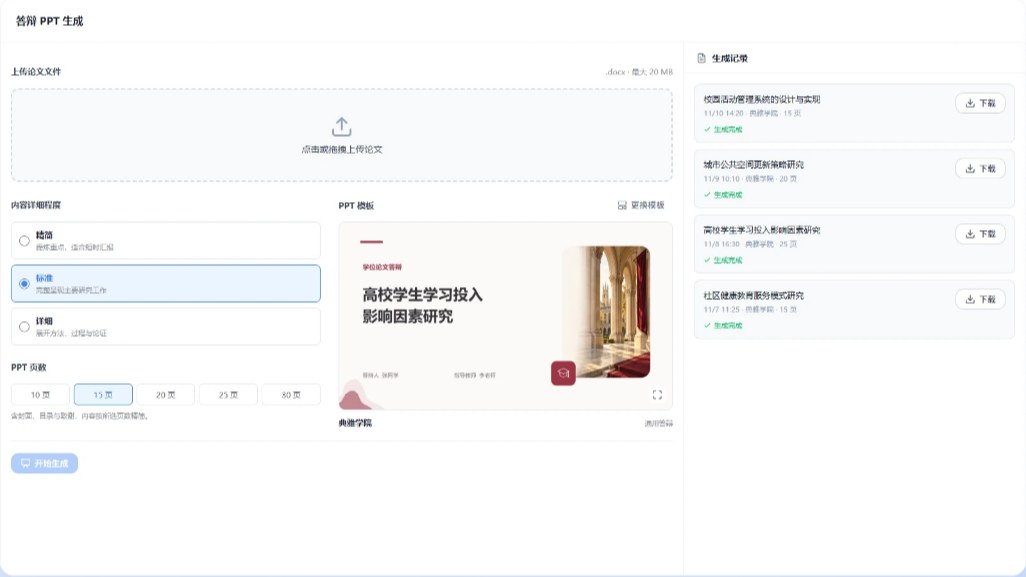 答辩 PPT 生成
上传论文文件
.docx · 最大 20 MB
点击或拖拽上传论文
内容详细程度
精简
提炼重点，适合短时汇报
标准
完整呈现主要研究工作
详细
展开方法、过程与论证
PPT 页数
10 页
15 页
20 页
25 页
30 页
含封面、目录与致谢，内容按所选页数精炼。
开始生成
PPT 模板
更换模板
学位论文答辩
高校学生学习投入
影响因素研究
答辩人 张同学
指导教师 李老师
典雅学院
通用答辩
生成记录
校园活动管理系统的设计与实现
11/10 14:20 · 典雅学院 · 15 页
生成完成
下载
城市公共空间更新策略研究
11/9 10:10 · 典雅学院 · 20 页
生成完成
下载
高校学生学习投入影响因素研究
11/8 16:30 · 典雅学院 · 25 页
生成完成
下载
社区健康教育服务模式研究
11/7 11:25 · 典雅学院 · 15 页
生成完成
下载